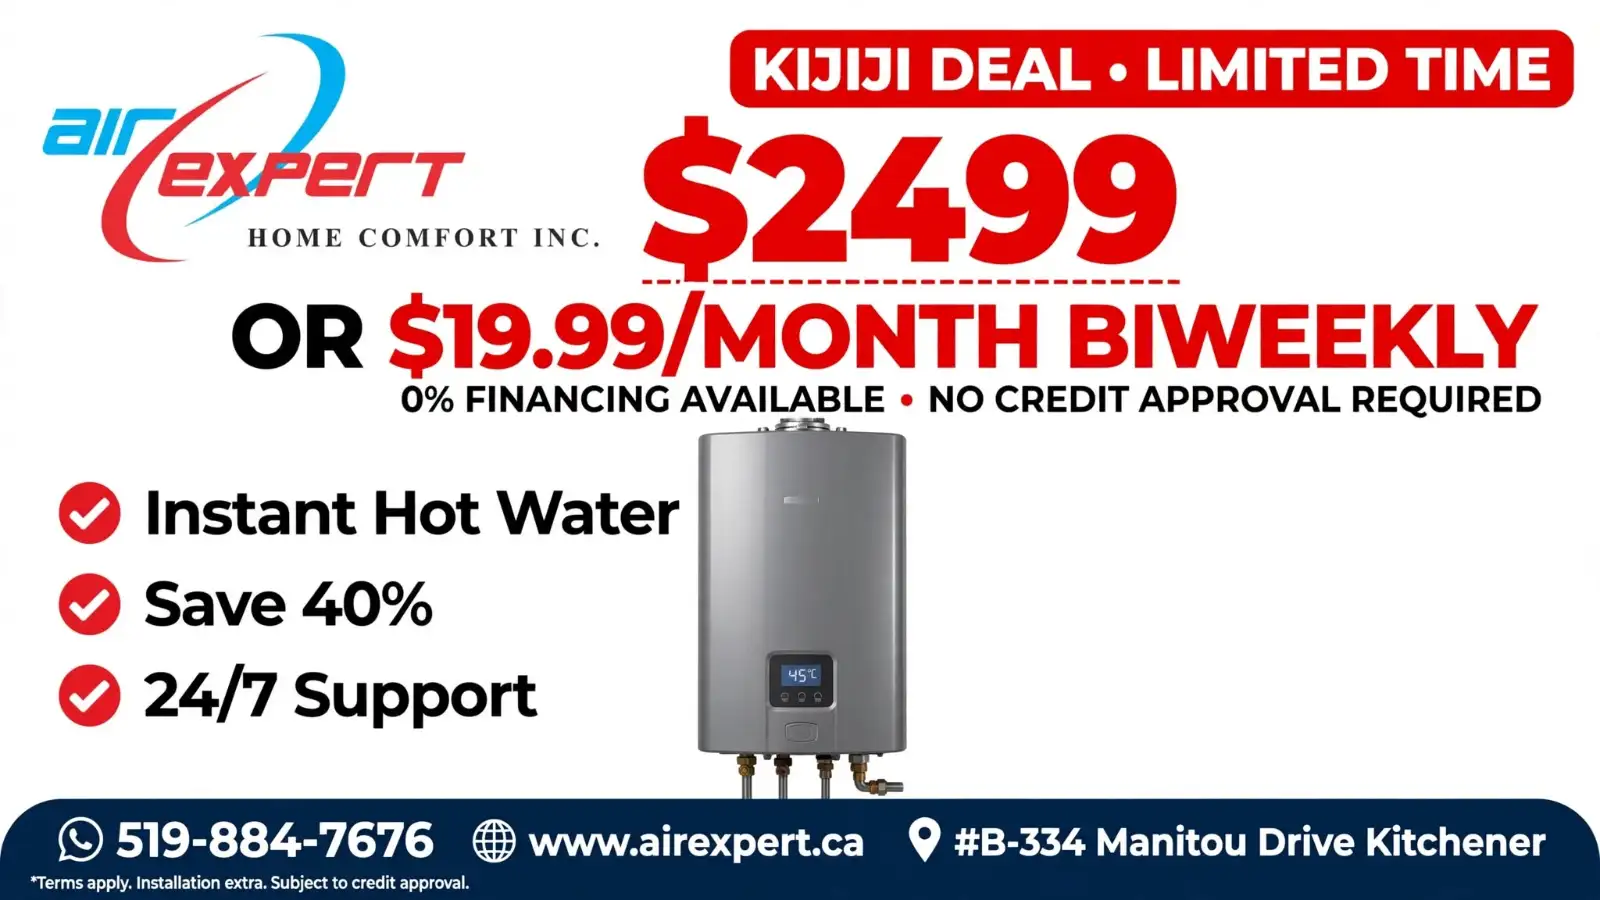 air expert
HOME COMFORT INC.
KIJIJI DEAL • LIMITED TIME
$2499
OR $19.99/MONTH BIWEEKLY
0% FINANCING AVAILABLE • NO CREDIT APPROVAL REQUIRED
Instant Hot Water
Save 40%
24/7 Support
45°C
519-884-7676
www.airexpert.ca
#B-334 Manitou Drive Kitchener
*Terms apply. Installation extra. Subject to credit approval.